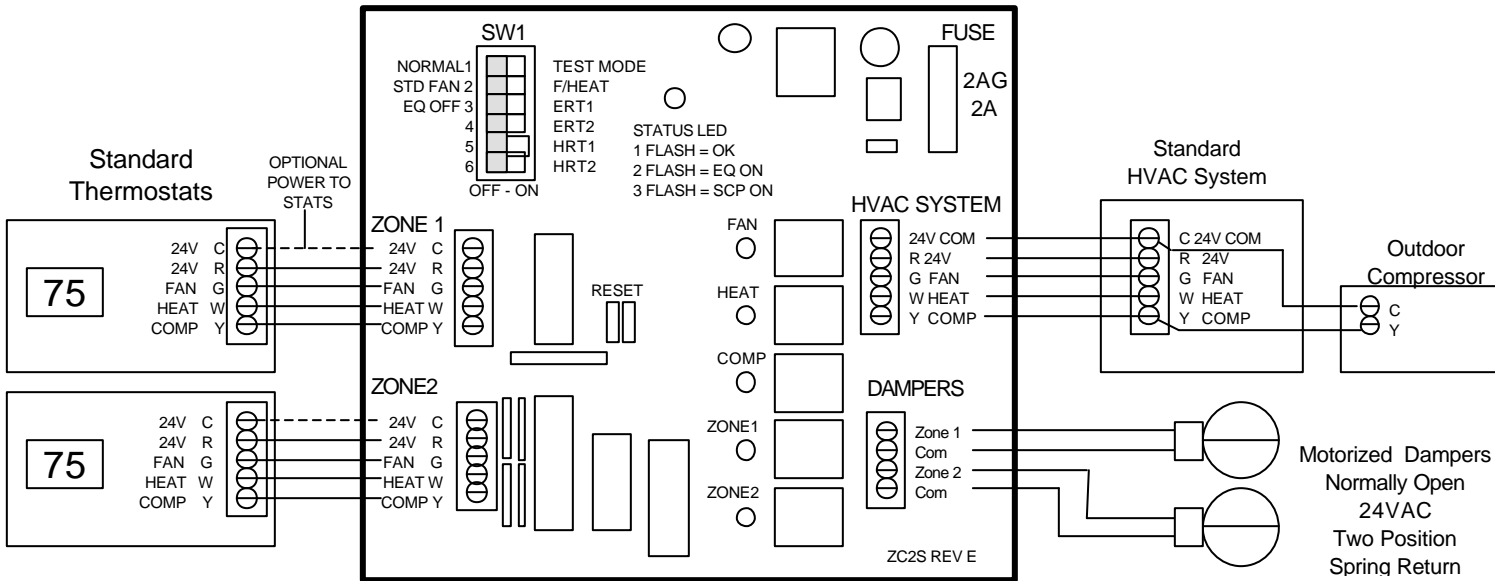 SW1
NORMAL1 TEST MODE
STD FAN 2 F/HEAT
EQ OFF 3 ERT1
4 ERT2
5 HRT1
6 HRT2
OFF - ON
STATUS LED
1 FLASH = OK
2 FLASH = EQ ON
3 FLASH = SCP ON
FUSE
2AG
2A
Standard
Thermostats
OPTIONAL
POWER TO
STATS
75
24V C
24V R
FAN G
HEAT W
COMP Y
ZONE 1
24V C
24V R
FAN G
HEAT W
COMP Y
RESET
75
24V C
24V R
FAN G
HEAT W
COMP Y
ZONE2
24V C
24V R
FAN G
HEAT W
COMP Y
FAN
HEAT
COMP
ZONE1
ZONE2
HVAC SYSTEM
24V COM
R 24V
G FAN
W HEAT
Y COMP
DAMPERS
Zone 1
Com
Zone 2
Com
ZC2S REV E
Standard
HVAC System
C 24V COM
R 24V
G FAN
W HEAT
Y COMP
Outdoor
Compressor
C
Y
Motorized Dampers
Normally Open
24VAC
Two Position
Spring Return